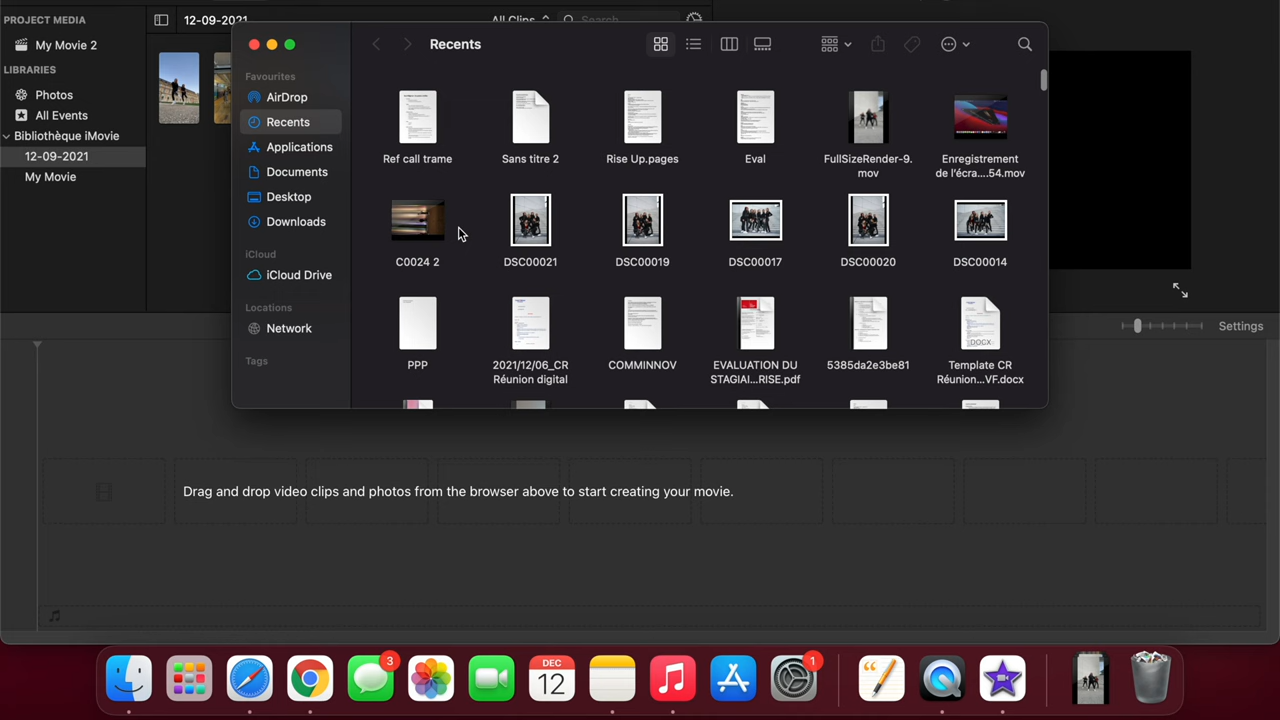 PROJECT MEDIA
My Movie 2
LIBRARIES
Photos
All Events
Bibliothèque iMovie
12-09-2021
My Movie
12-09-2021
All Clips
Search
Recents
Favourites
AirDrop
Recents
Applications
Documents
Desktop
Downloads
iCloud
iCloud Drive
Locations
Network
Tags
Ref call trame
Sans titre 2
Rise Up.pages
Eval
FullSizeRender-9.
mov
Enregistrement
de l'écra....54.mov
C0024 2
DSC00021
DSC00019
DSC00017
DSC00020
DSC00014
DOCX
PPP
2021/12/06_CR
Réunion digital
COMMINNOV
EVALUATION DU
STAGIAI...RISE.pdf
5385da2e3be81
Template CR
Réunion...VF.docx
Settings
Drag and drop video clips and photos from the browser above to start creating your movie.
3
DEC
12
1